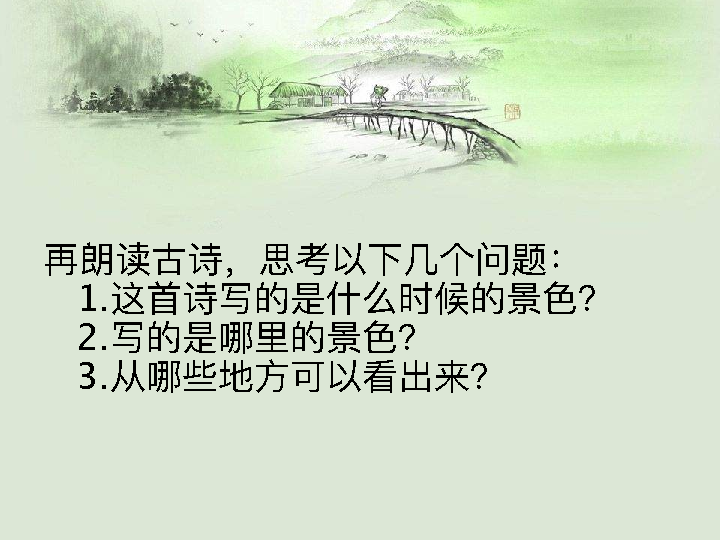 再朗读古诗，思考以下几个问题：
1.这首诗写的是什么时候的景色？
2.写的是哪里的景色？
3.从哪些地方可以看出来？